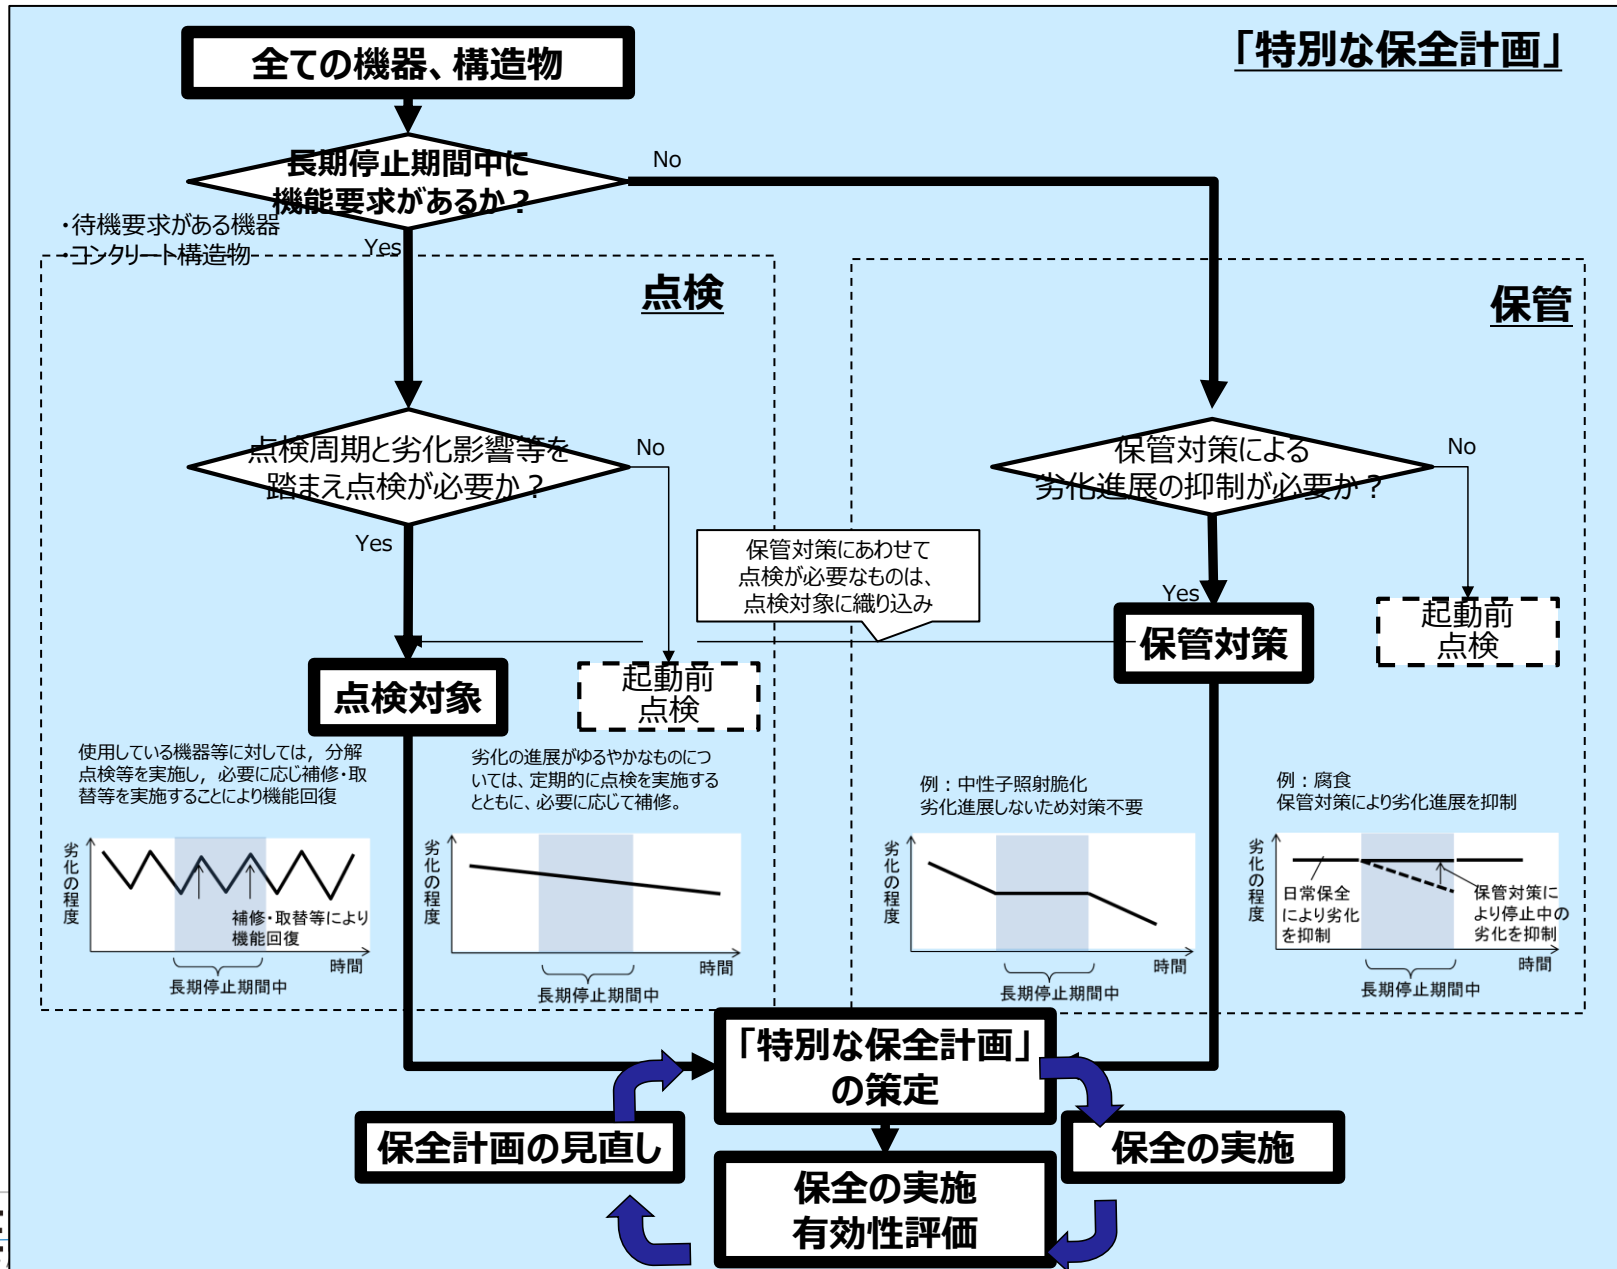 「特別な保全計画」
全ての機器、構造物
長期停止期間中に
機能要求があるか？
No
・待機要求がある機器
・コンクリート構造物
Yes
点検
保管
点検周期と劣化影響等を
踏まえ点検が必要か？
No
Yes
保管対策による
劣化進展の抑制が必要か？
No
Yes
保管対策にあわせて
点検が必要なものは、
点検対象に織り込み
保管対策
起動前
点検
点検対象
起動前
点検
使用している機器等に対しては，分解
点検等を実施し，必要に応じ補修・取
替等を実施することにより機能回復
劣化の進展がゆるやかなものにつ
いては、定期的に点検を実施する
とともに、必要に応じて補修。
例：中性子照射脆化
劣化進展しないため対策不要
例：腐食
保管対策により劣化進展を抑制
劣化の程度
補修・取替等により
機能回復
時間
長期停止期間中
劣化の程度
時間
長期停止期間中
劣化の程度
時間
長期停止期間中
劣化の程度
日常保全
により劣化
を抑制
保管対策に
より停止中の
劣化を抑制
時間
長期停止期間中
「特別な保全計画」
の策定
保全計画の見直し
保全の実施
保全の実施
有効性評価